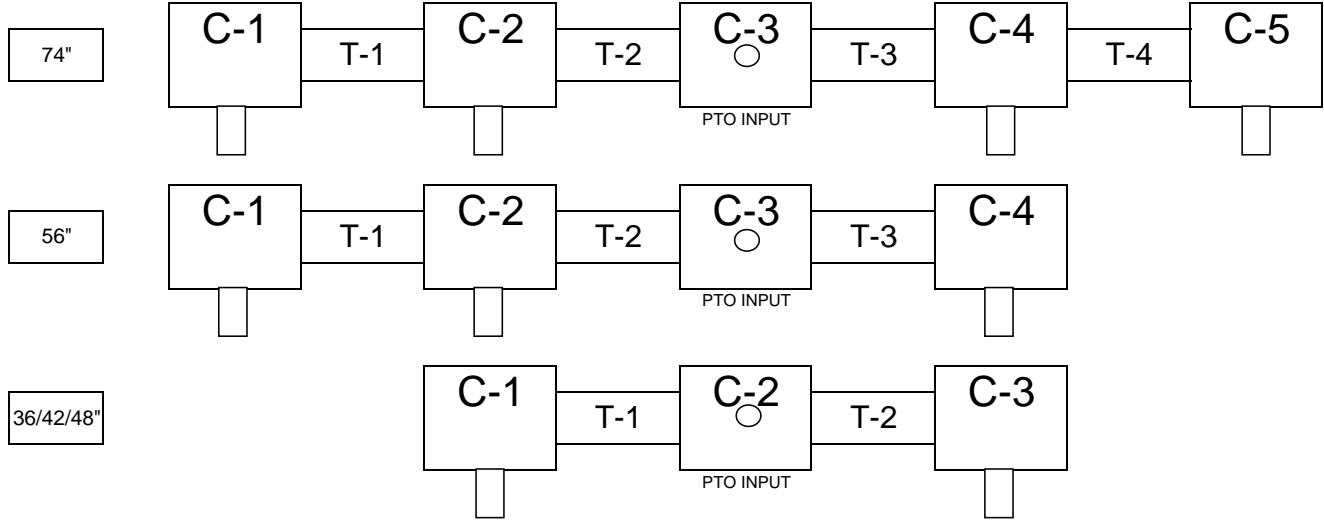 74" C-1 T-1 C-2 T-2 C-3 T-3 C-4 T-4 C-5
PTO INPUT
56" C-1 T-1 C-2 T-2 C-3 T-3 C-4
PTO INPUT
36/42/48" C-1 T-1 C-2 T-2 C-3
PTO INPUT